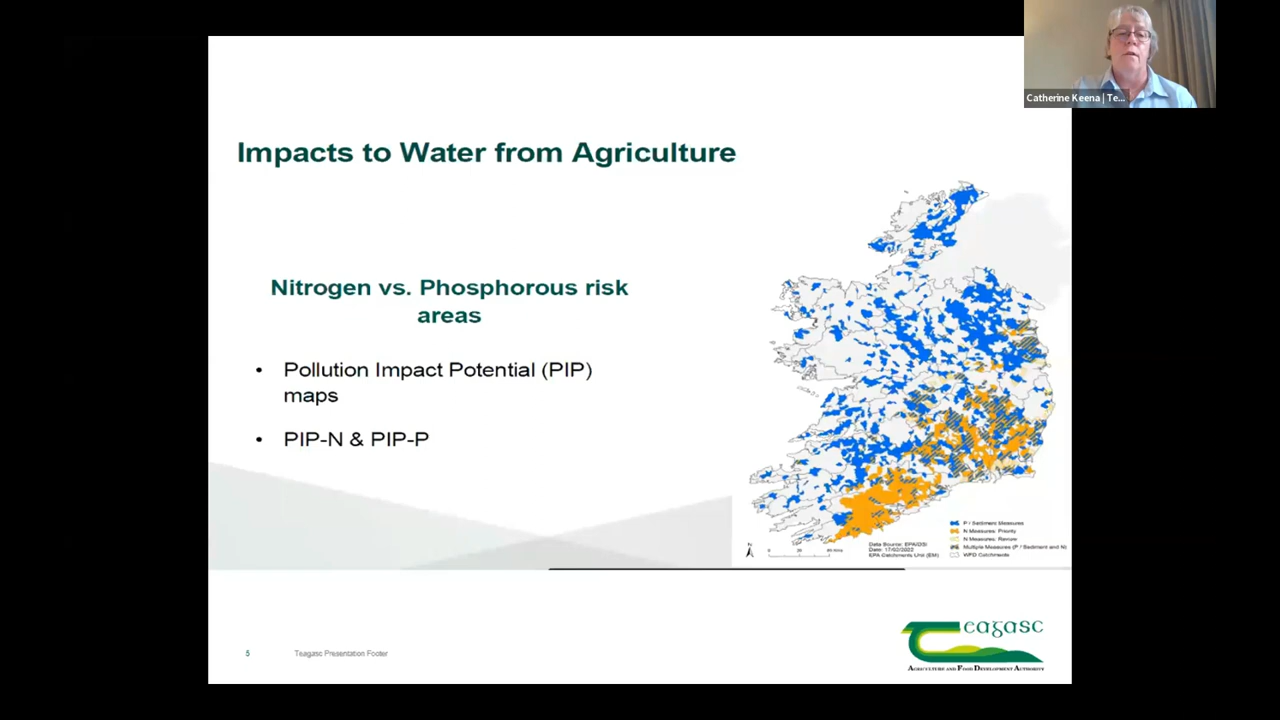 Catherine Keena | Te...
Impacts to Water from Agriculture
Nitrogen vs. Phosphorous risk
areas
• Pollution Impact Potential (PIP)
maps
• PIP-N & PIP-P
P / Sediment Measures
N Measures: Priority
N Measures: Review
Multiple Measures (P / Sediment and N)
WFD Catchments
Data Source: EPA/GSI
Date: 17/02/2022
EPA Catchments Unit (EM)
N
0
5 Teagasc Presentation Footer
teagasc
AGRICULTURE AND FOOD DEVELOPMENT AUTHORITY